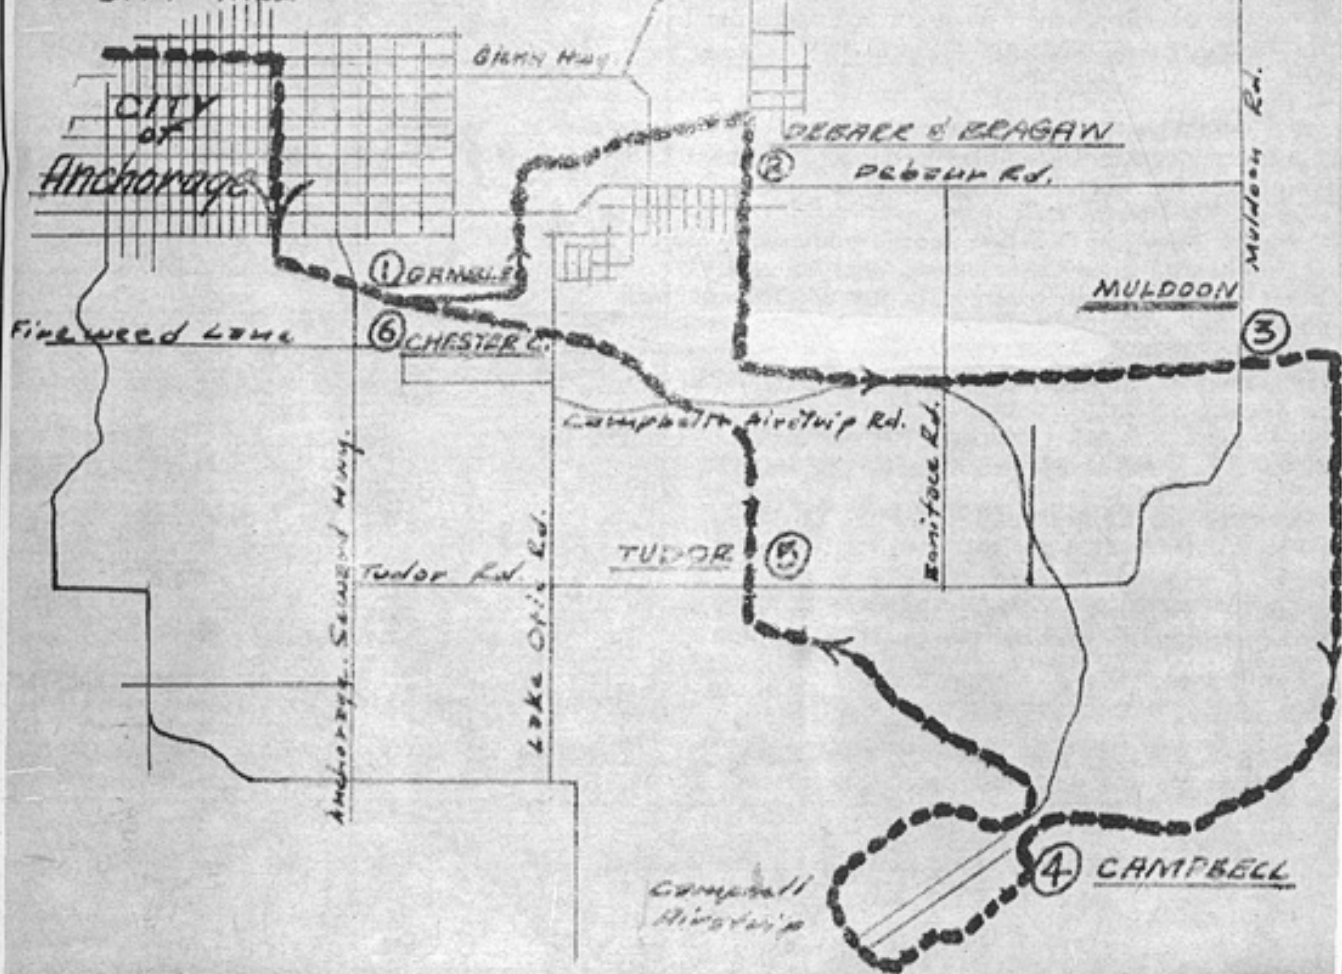 Glenn Hwy.
CITY
OF
Anchorage
DEBARR & BRAGAW
②
Debarr Rd.
Muldoon Rd.
① GAMBLE
MULDOON
③
Fireweed Lane
⑥ CHESTER C.
Campbell Airstrip Rd.
Boniface Rd.
Anchorage Seward Hwy.
Lake Otis Rd.
Tudor Rd.
TUDOR ⑤
④ CAMPBELL
Campbell
Airstrip